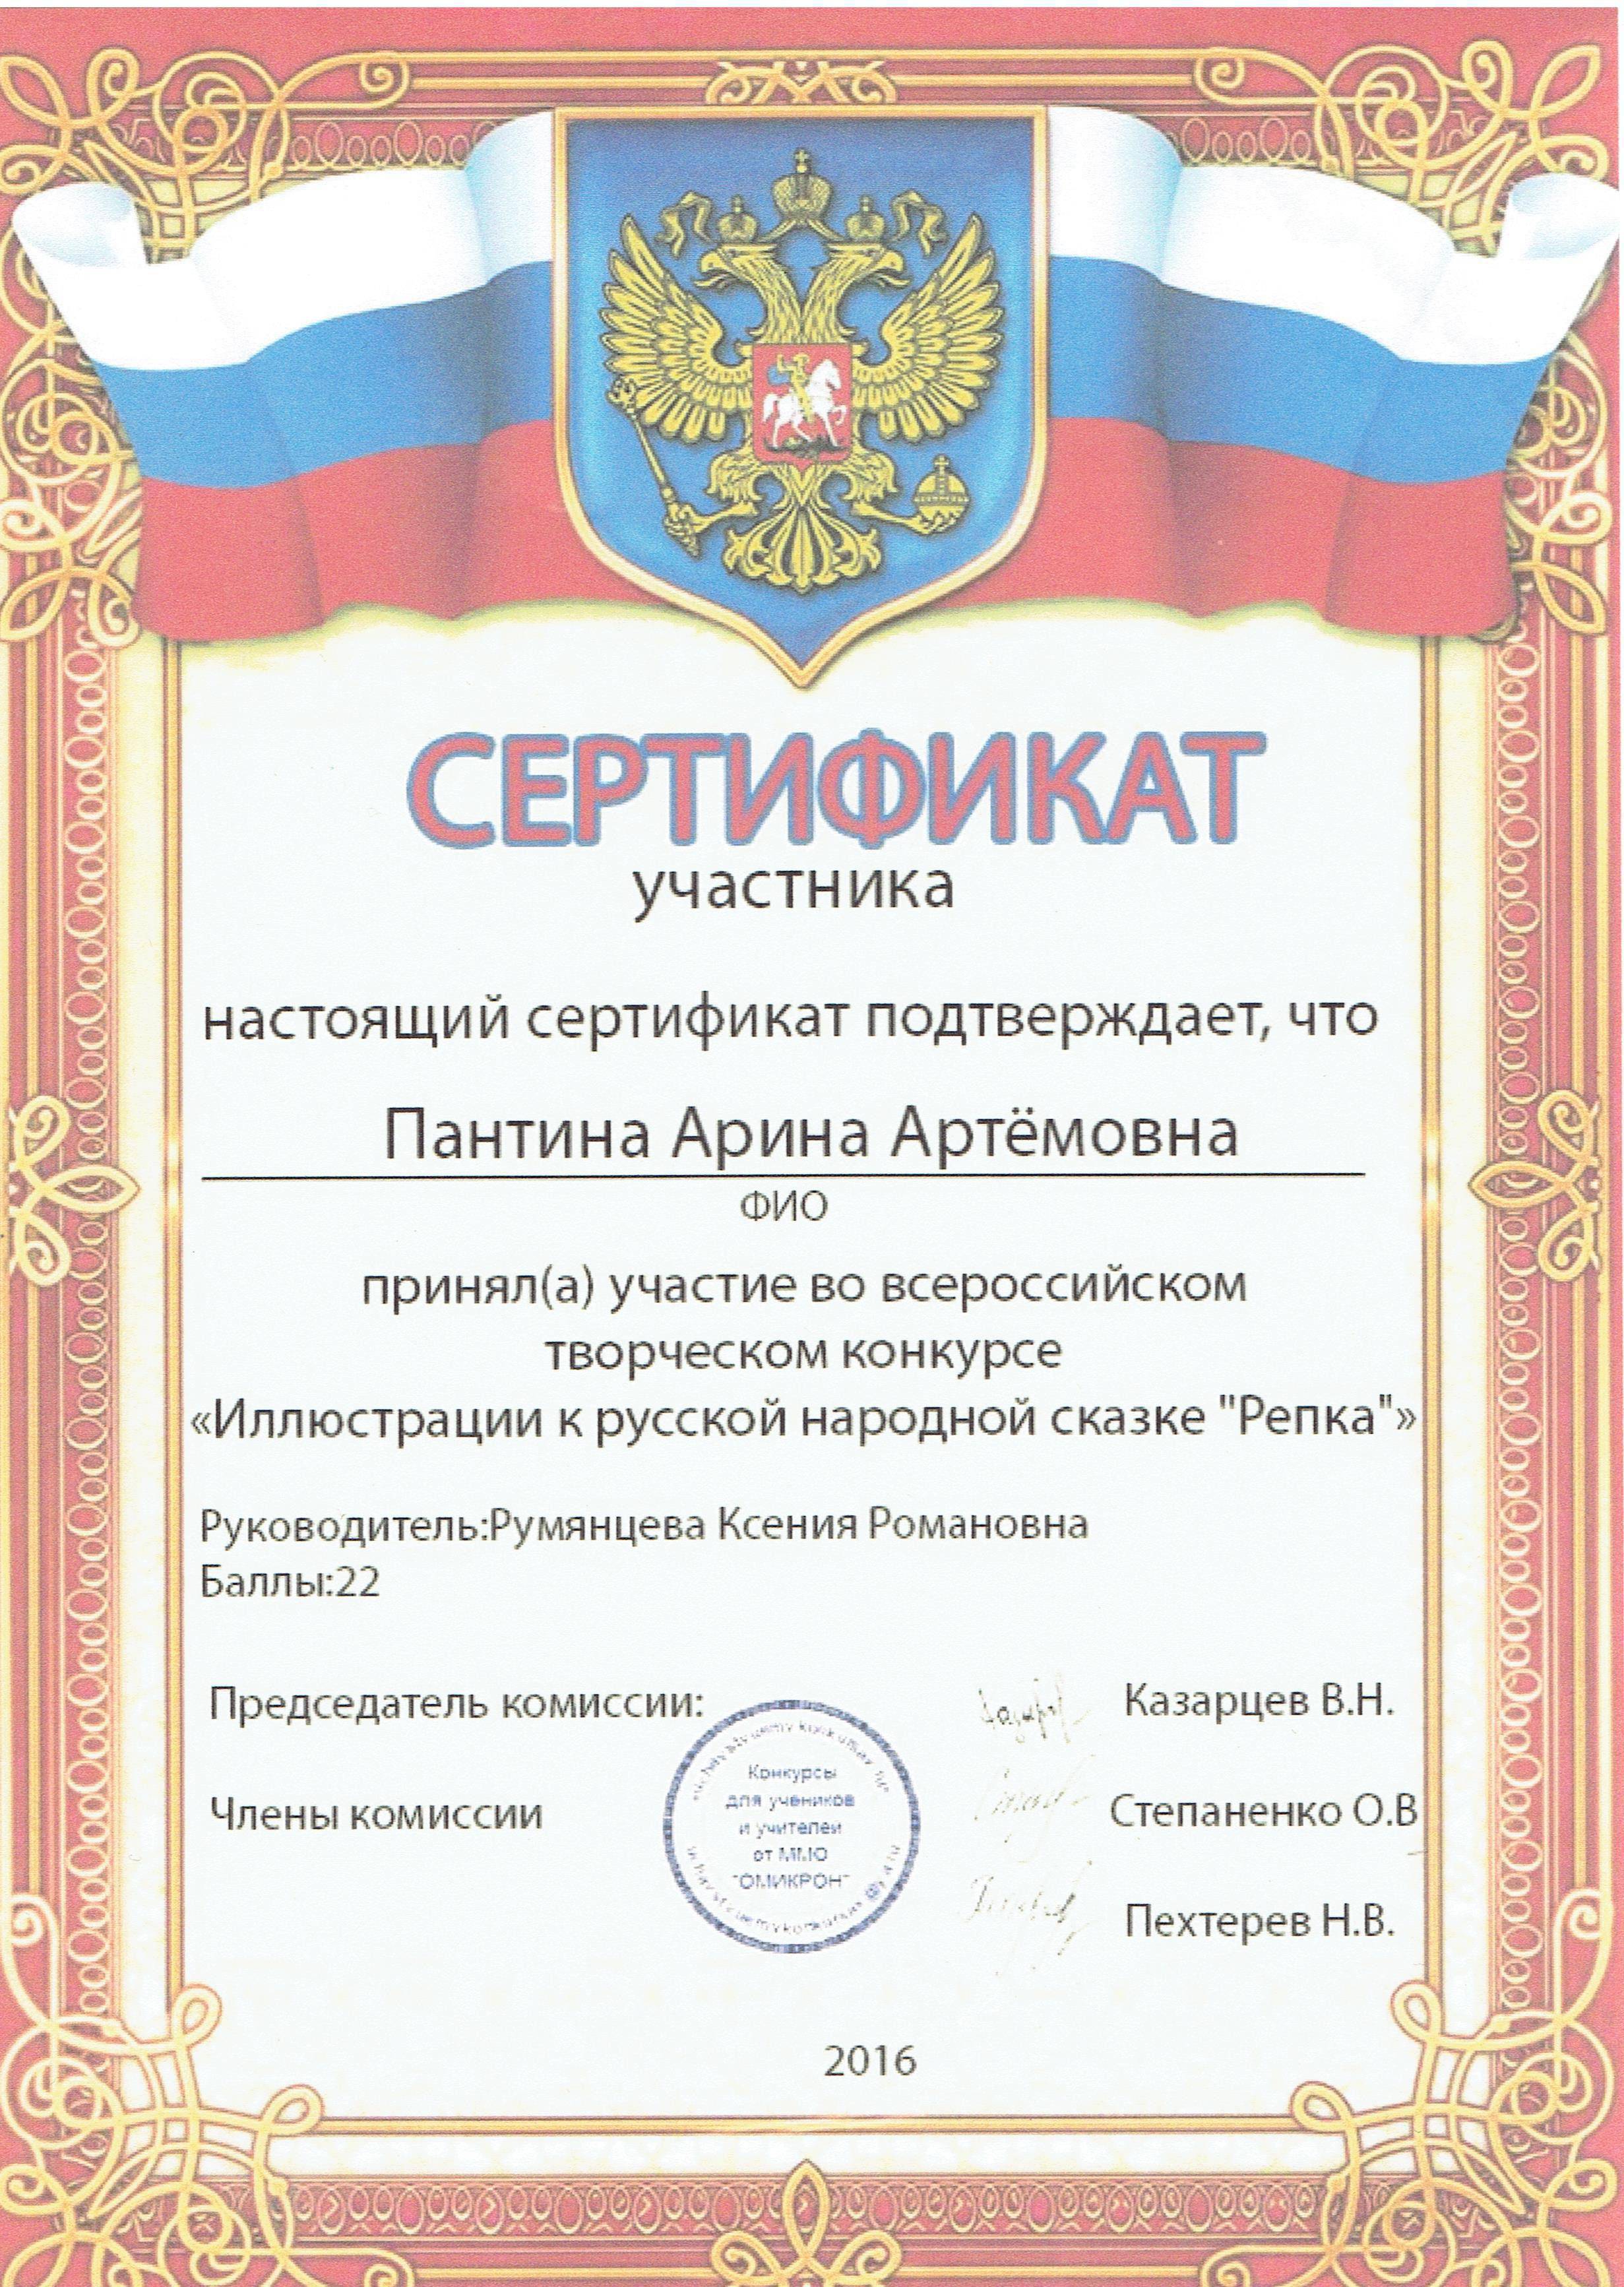 СЕРТИФИКАТ
участника
настоящий сертификат подтверждает, что
Пантина Арина Артёмовна
ФИО
принял(а) участие во всероссийском
творческом конкурсе
«Иллюстрации к русской народной сказке "Репка"»
Руководитель:Румянцева Ксения Романовна
Баллы:22
Председатель комиссии:
Казарцев В.Н.
Конкурсы
для учеников
и учителей
от ММО
"ОМИКРОН"
Члены комиссии
Степаненко О.В
Пехтерев Н.В.
2016